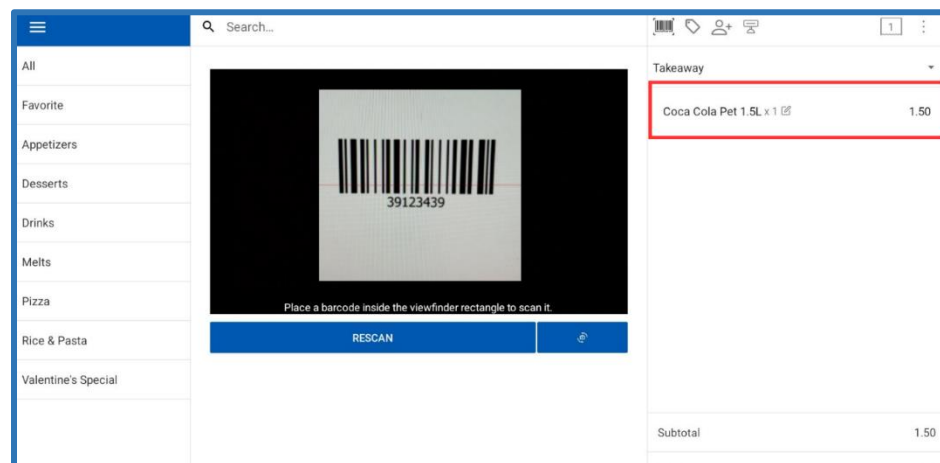 Search...
1
All
Favorite
Appetizers
Desserts
Drinks
Melts
Pizza
Rice & Pasta
Valentine's Special
39123439
Place a barcode inside the viewfinder rectangle to scan it.
RESCAN
Takeaway
Coca Cola Pet 1.5L x 1 1.50
Subtotal 1.50